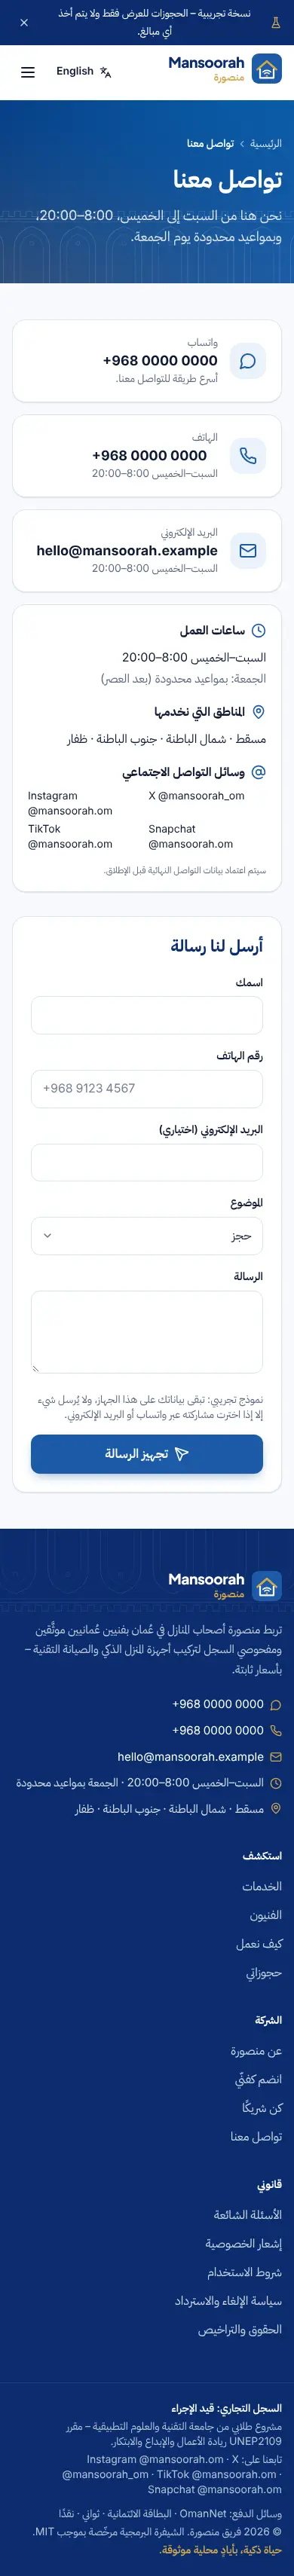 نسخة تجريبية – الحجوزات للعرض فقط ولا يتم أخذ
أي مبالغ.
Mansoorah
منصورة
English
الرئيسية › تواصل معنا
تواصل معنا
نحن هنا من السبت إلى الخميس، 8:00–20:00،
وبمواعيد محدودة يوم الجمعة.
واتساب
+968 0000 0000
أسرع طريقة للتواصل معنا.
الهاتف
+968 0000 0000
السبت–الخميس 8:00–20:00
البريد الإلكتروني
hello@mansoorah.example
السبت–الخميس 8:00–20:00
ساعات العمل
السبت–الخميس 8:00–20:00
الجمعة: بمواعيد محدودة (بعد العصر)
المناطق التي نخدمها
مسقط · شمال الباطنة · جنوب الباطنة · ظفار
وسائل التواصل الاجتماعي
X @mansoorah_om
Instagram
@mansoorah.om
Snapchat
@mansoorah.om
TikTok
@mansoorah.om
سيتم اعتماد بيانات التواصل النهائية قبل الإطلاق.
أرسل لنا رسالة
اسمك
رقم الهاتف
+968 9123 4567
البريد الإلكتروني (اختياري)
الموضوع
حجز
الرسالة
نموذج تجريبي: تبقى بياناتك على هذا الجهاز، ولا يُرسل شيء
إلا إذا اخترت مشاركته عبر واتساب أو البريد الإلكتروني.
تجهيز الرسالة
Mansoorah
منصورة
تربط منصورة أصحاب المنازل في عُمان بفنيين عُمانيين موثَّقين
ومفحوصي السجل لتركيب أجهزة المنزل الذكي والصيانة التقنية –
بأسعار ثابتة.
+968 0000 0000
+968 0000 0000
hello@mansoorah.example
السبت–الخميس 8:00–20:00 · الجمعة بمواعيد محدودة
مسقط · شمال الباطنة · جنوب الباطنة · ظفار
استكشف
الخدمات
الفنيون
كيف نعمل
حجوزاتي
الشركة
عن منصورة
انضم كفنّي
كن شريكًا
تواصل معنا
قانوني
الأسئلة الشائعة
إشعار الخصوصية
شروط الاستخدام
سياسة الإلغاء والاسترداد
الحقوق والتراخيص
السجل التجاري: قيد الإجراء
مشروع طلابي من جامعة التقنية والعلوم التطبيقية – مقرر
UNEP2109 ريادة الأعمال والإبداع والابتكار.
تابعنا على: Instagram @mansoorah.om · X
@mansoorah_om · TikTok @mansoorah.om ·
Snapchat @mansoorah.om
وسائل الدفع: OmanNet · البطاقة الائتمانية · ثواني · نقدًا
© 2026 فريق منصورة. الشيفرة البرمجية مرخّصة بموجب MIT.
حياة ذكية، بأيادٍ محلية موثوقة.